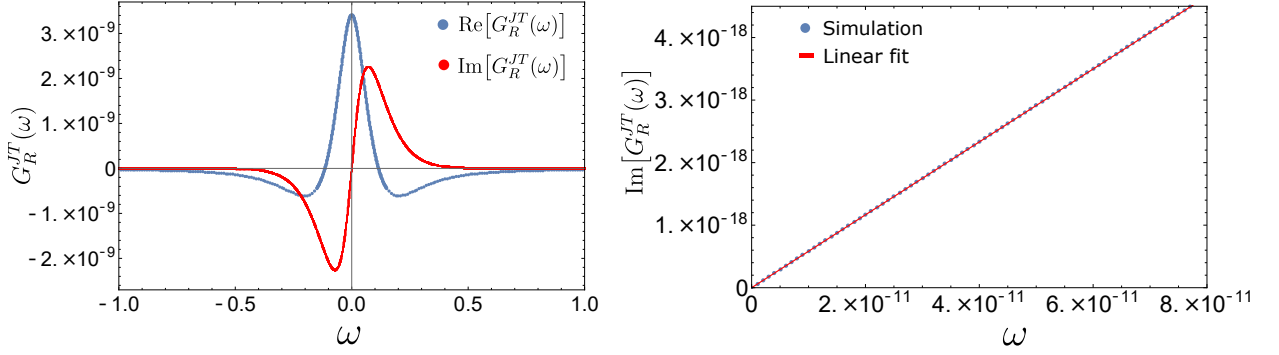 3.×10⁻⁹
2.×10⁻⁹
1.×10⁻⁹
0
-1.×10⁻⁹
-2.×10⁻⁹
G_R^{JT}(ω)
Re[G_R^{JT}(ω)]
Im[G_R^{JT}(ω)]
-1.0 -0.5 0.0 0.5 1.0
ω
4.×10⁻¹⁸
3.×10⁻¹⁸
2.×10⁻¹⁸
1.×10⁻¹⁸
0
Im[G_R^{JT}(ω)]
Simulation
Linear fit
0 2.×10⁻¹¹ 4.×10⁻¹¹ 6.×10⁻¹¹ 8.×10⁻¹¹
ω